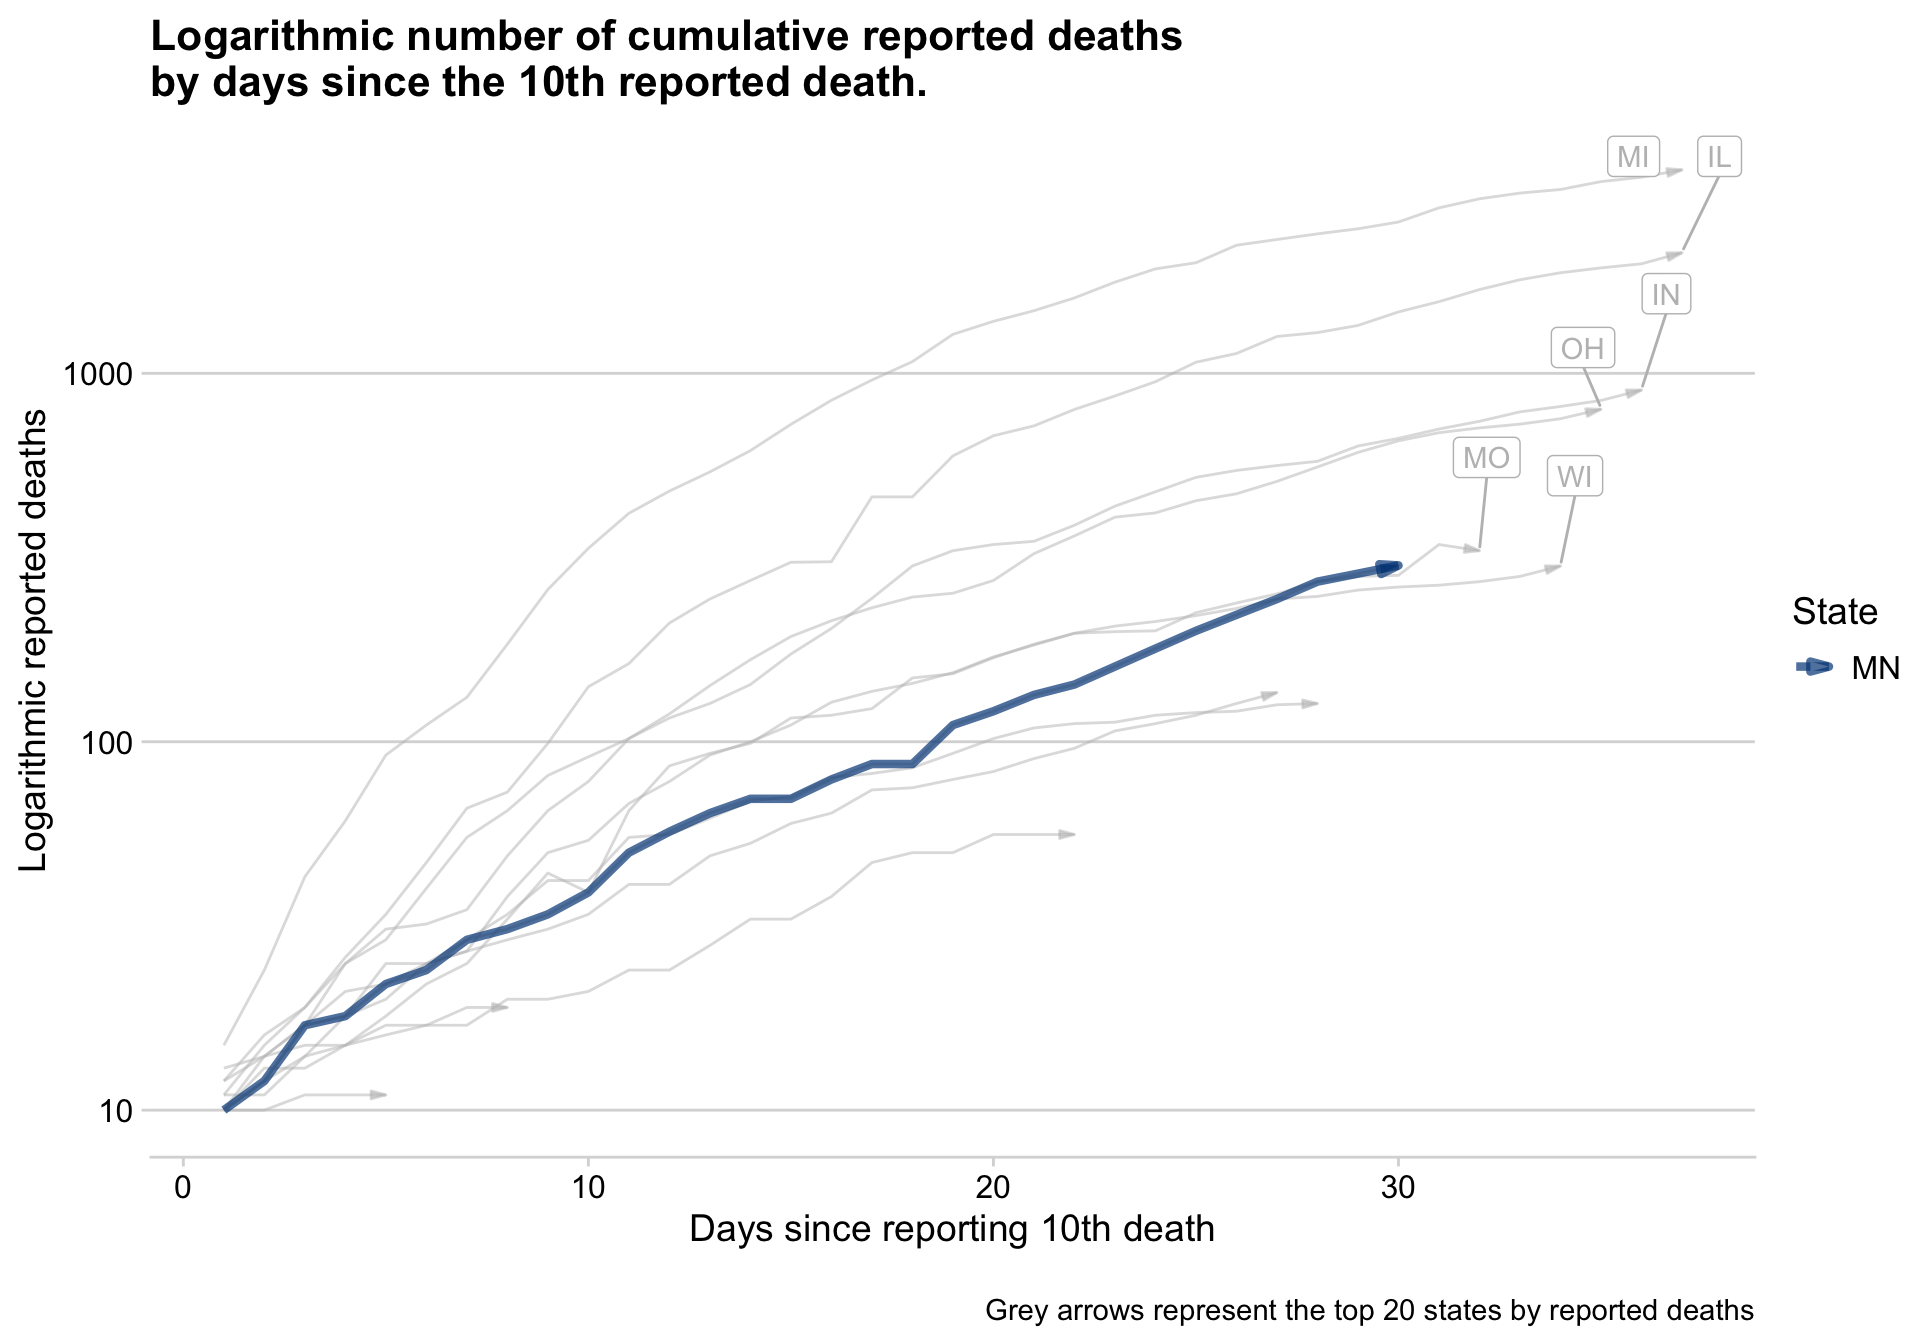 Logarithmic number of cumulative reported deaths
by days since the 10th reported death.
MI
IL
IN
OH
MO
WI
1000
100
10
Logarithmic reported deaths
0
10
20
30
Days since reporting 10th death
State
MN
Grey arrows represent the top 20 states by reported deaths